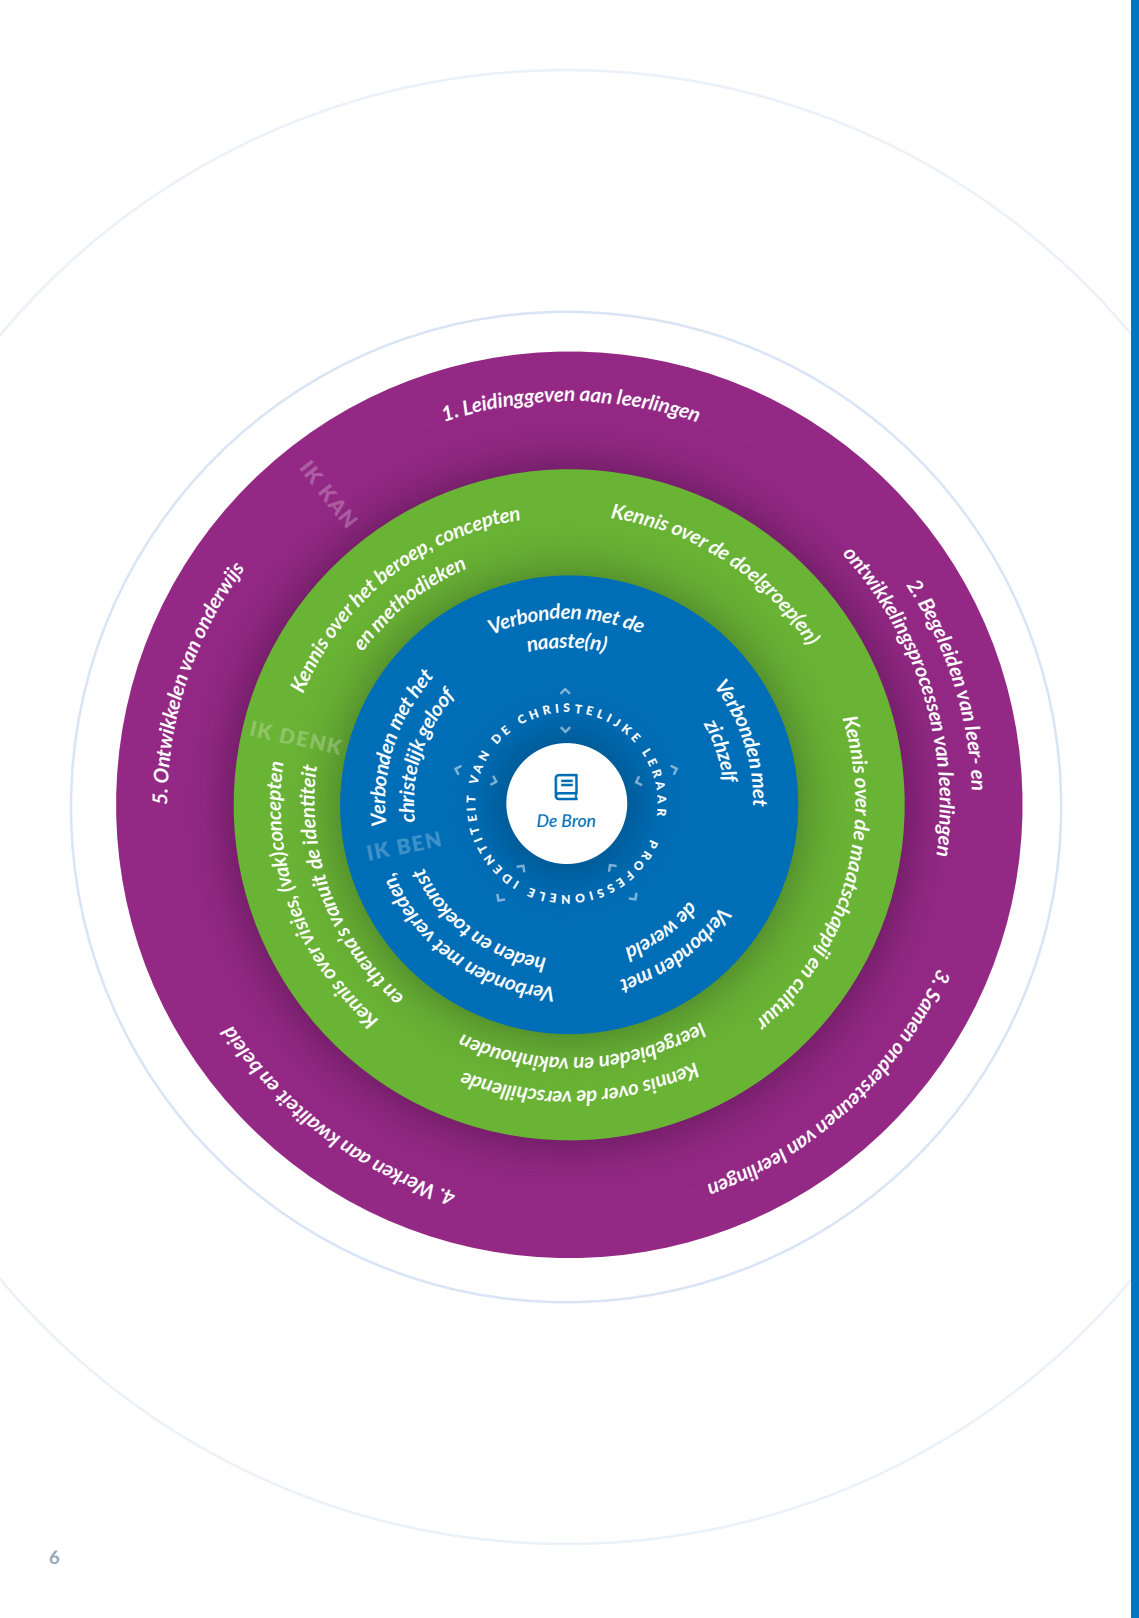 1. Leidinggeven aan leerlingen
2. Begeleiden van leer- en
ontwikkelingsprocessen van leerlingen
3. Samen ondersteunen van leerlingen
4. Werken aan kwaliteit en beleid
5. Ontwikkelen van onderwijs
IK KAN
Kennis over de doelgroep(en)
Kennis over de maatschappij en cultuur
Kennis over de verschillende
leergebieden en vakinhouden
Kennis over visies, (vak)concepten
en thema's vanuit de identiteit
IK DENK
Kennis over het beroep, concepten
en methodieken
Verbonden met de
naaste(n)
Verbonden met
zichzelf
Verbonden met
de wereld
Verbonden met verleden,
heden en toekomst
IK BEN
Verbonden met het
christelijk geloof
PROFESSIONELE IDENTITEIT VAN DE CHRISTELIJKE LERAAR
De Bron
6